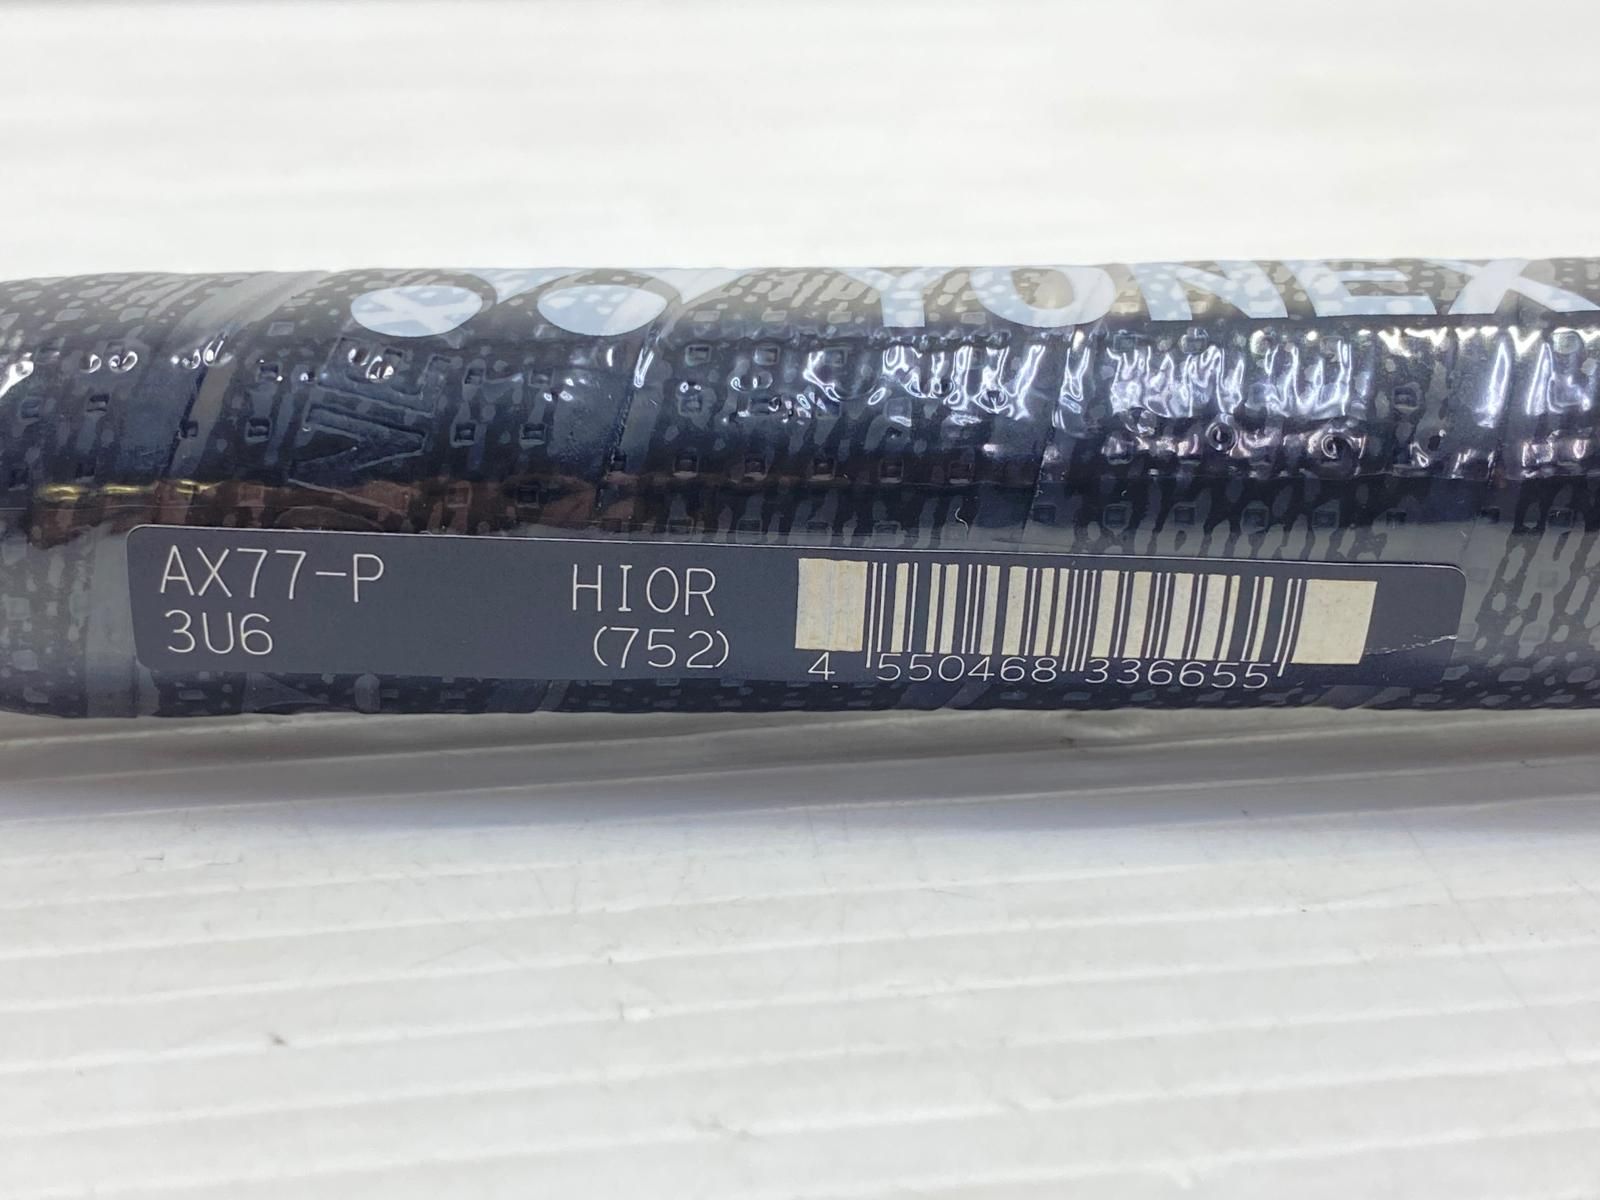 YONEX
AX77-P
3U6
HIOR
(752)
4 550468 336655